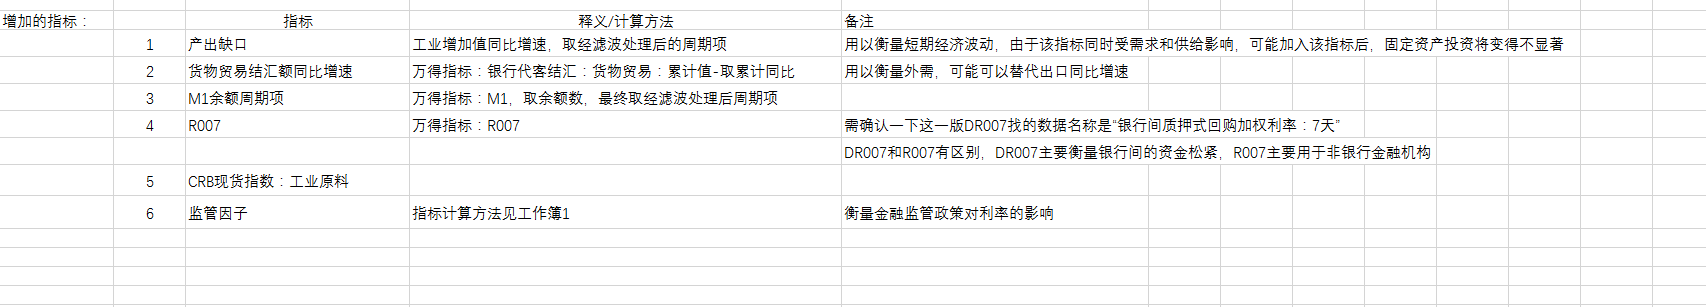 增加的指标： 指标 释义/计算方法 备注
1 产出缺口 工业增加值同比增速，取经滤波处理后的周期项 用以衡量短期经济波动，由于该指标同时受需求和供给影响，可能加入该指标后，固定资产投资将变得不显著
2 货物贸易结汇额同比增速 万得指标：银行代客结汇：货物贸易：累计值-取累计同比 用以衡量外需，可能可以替代出口同比增速
3 M1余额周期项 万得指标：M1，取余额数，最终取经滤波处理后周期项
4 R007 万得指标：R007 需确认一下这一版DR007找的数据名称是“银行间质押式回购加权利率：7天”
DR007和R007有区别，DR007主要衡量银行间的资金松紧，R007主要用于非银行金融机构
5 CRB现货指数：工业原料
6 监管因子 指标计算方法见工作簿1 衡量金融监管政策对利率的影响